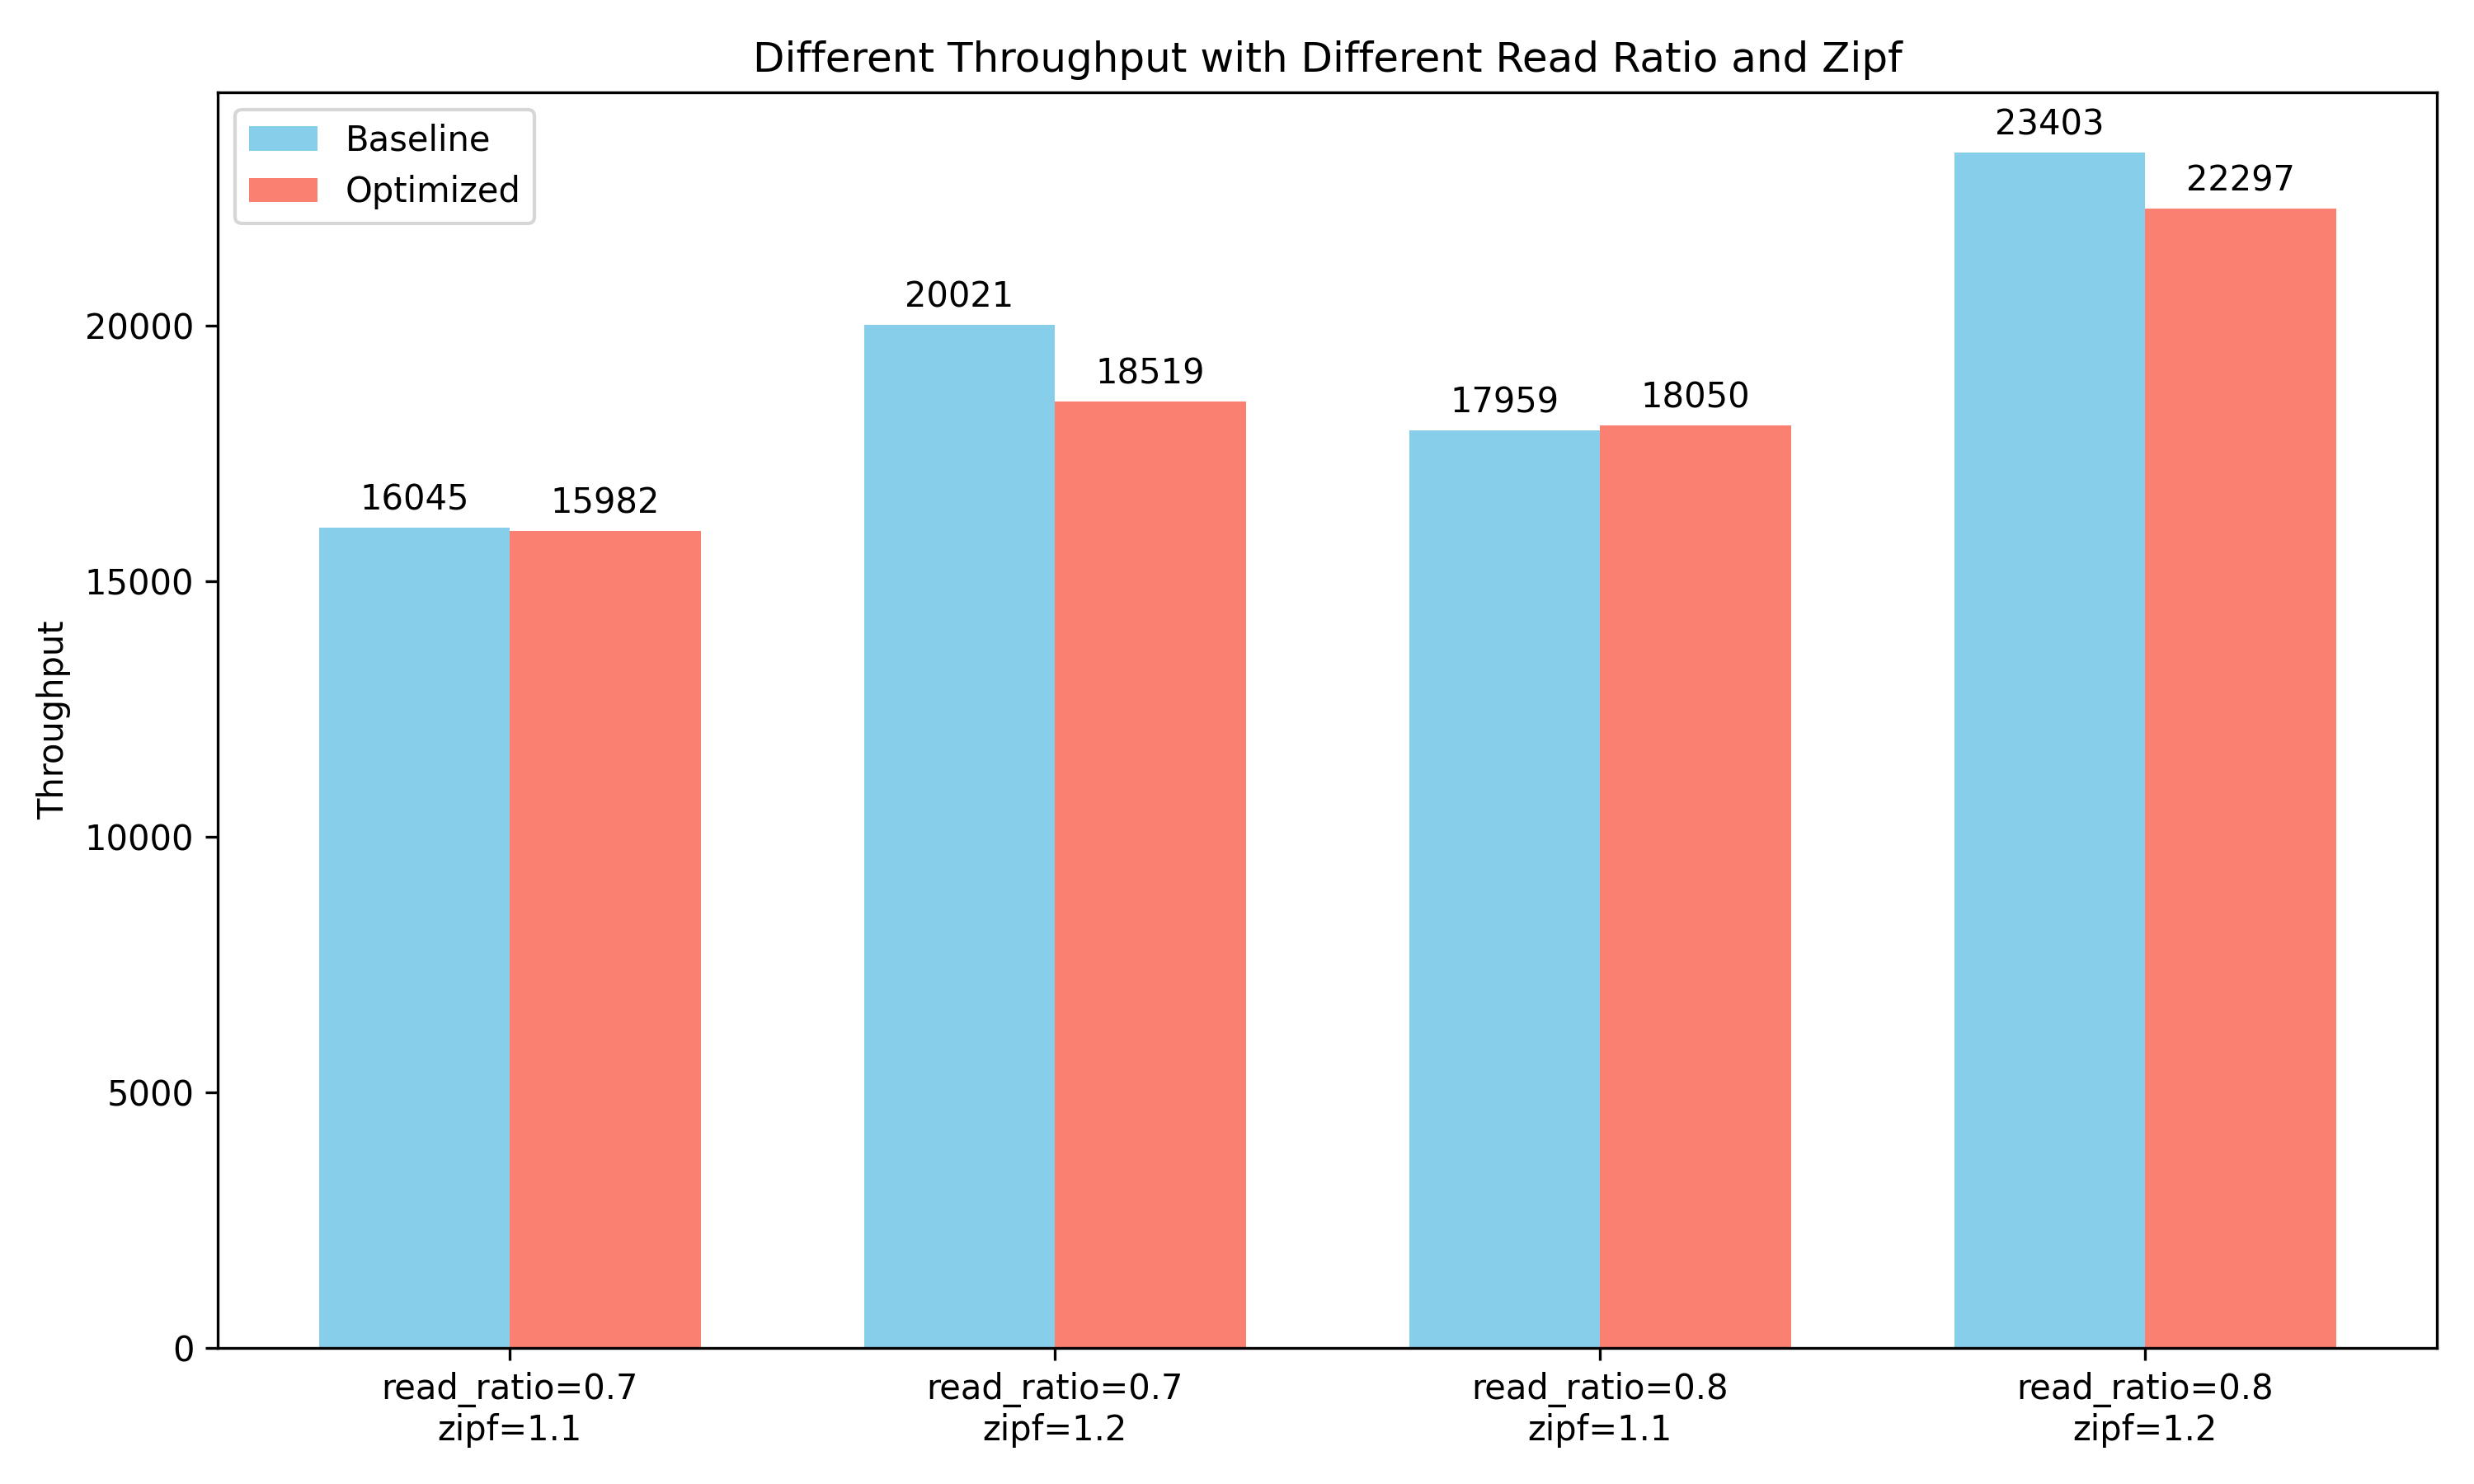 Different Throughput with Different Read Ratio and Zipf
Baseline
Optimized
23403
22297
20021
18519
17959
18050
16045
15982
Throughput
20000
15000
10000
5000
0
read_ratio=0.7
zipf=1.1
read_ratio=0.7
zipf=1.2
read_ratio=0.8
zipf=1.1
read_ratio=0.8
zipf=1.2